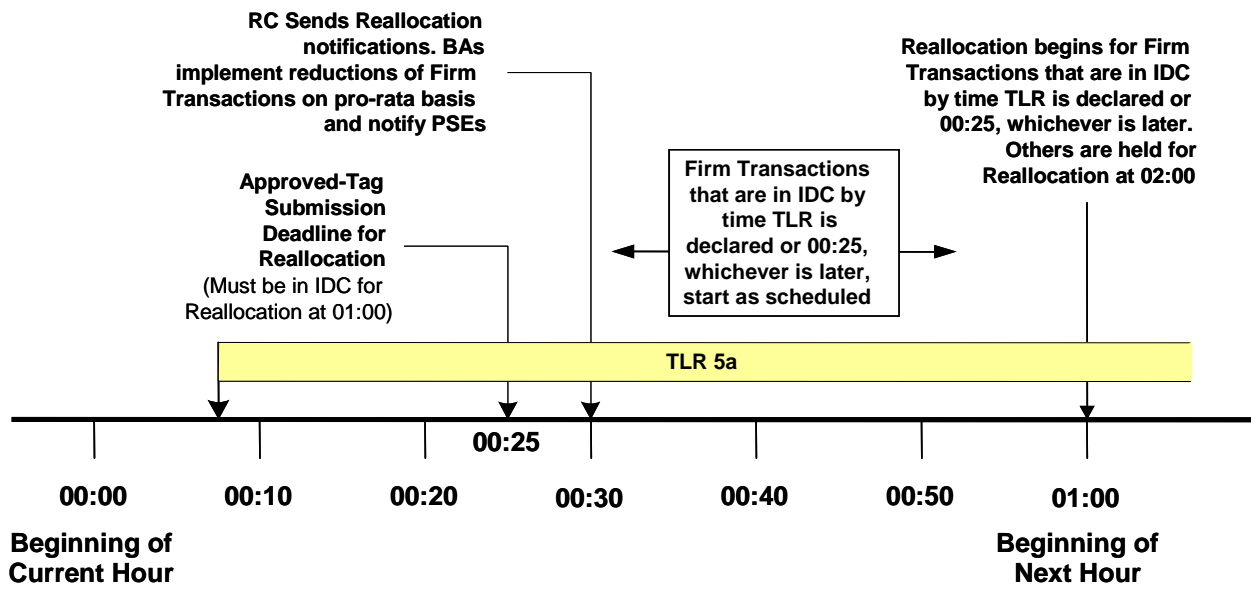 RC Sends Reallocation
notifications. BAs
implement reductions of Firm
Transactions on pro-rata basis
and notify PSEs
Approved-Tag
Submission
Deadline for
Reallocation
(Must be in IDC for
Reallocation at 01:00)
Firm Transactions
that are in IDC by
time TLR is
declared or 00:25,
whichever is later,
start as scheduled
Reallocation begins for Firm
Transactions that are in IDC
by time TLR is declared or
00:25, whichever is later.
Others are held for
Reallocation at 02:00
TLR 5a
00:25
00:00
00:10
00:20
00:30
00:40
00:50
01:00
Beginning of
Current Hour
Beginning of
Next Hour